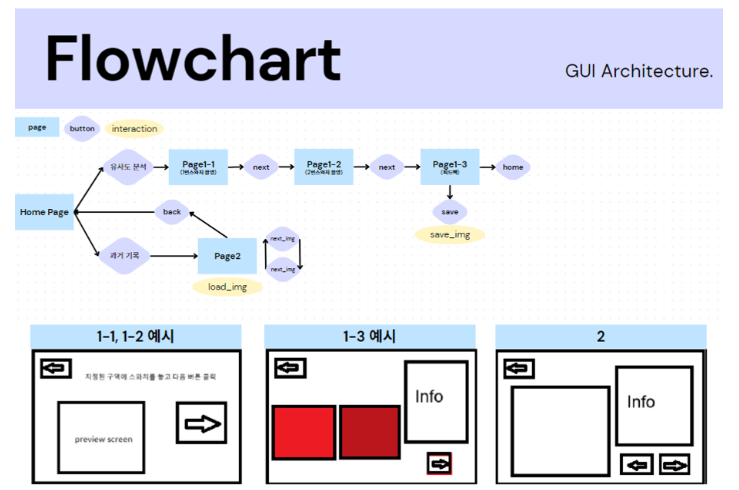 Flowchart
GUI Architecture.
page
button
interaction
유사도 분석
Page1-1
(1번스와치 촬영)
next
Page1-2
(2번스와치 촬영)
next
Page1-3
(피드백)
home
Home Page
back
save
save_img
과거 기록
Page2
next_img
next_img
load_img
1-1, 1-2 예시
지정된 구역에 스와치를 놓고 다음 버튼 클릭
preview screen
1-3 예시
Info
2
Info